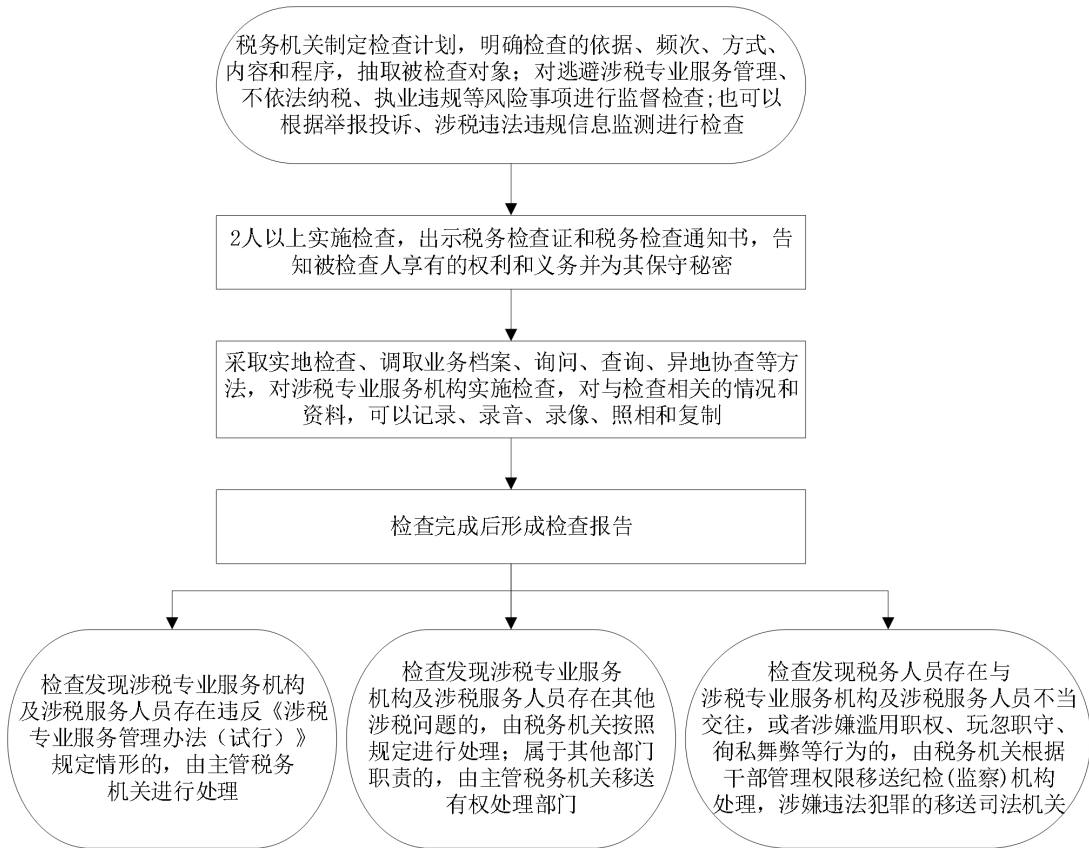 税务机关制定检查计划，明确检查的依据、频次、方式、
内容和程序，抽取被检查对象；对逃避涉税专业服务管理、
不依法纳税、执业违规等风险事项进行监督检查;也可以
根据举报投诉、涉税违法违规信息监测进行检查
2人以上实施检查，出示税务检查证和税务检查通知书，告
知被检查人享有的权利和义务并为其保守秘密
采取实地检查、调取业务档案、询问、查询、异地协查等方
法，对涉税专业服务机构实施检查，对与检查相关的情况和
资料，可以记录、录音、录像、照相和复制
检查完成后形成检查报告
检查发现涉税专业服务机构
及涉税服务人员存在违反《涉税
专业服务管理办法（试行）》
规定情形的，由主管税务
机关进行处理
检查发现涉税专业服务
机构及涉税服务人员存在其他
涉税问题的，由税务机关按照
规定进行处理；属于其他部门
职责的，由主管税务机关移送
有权处理部门
检查发现税务人员存在与
涉税专业服务机构及涉税服务人员不当
交往，或者涉嫌滥用职权、玩忽职守、
徇私舞弊等行为的，由税务机关根据
干部管理权限移送纪检(监察)机构
处理，涉嫌违法犯罪的移送司法机关